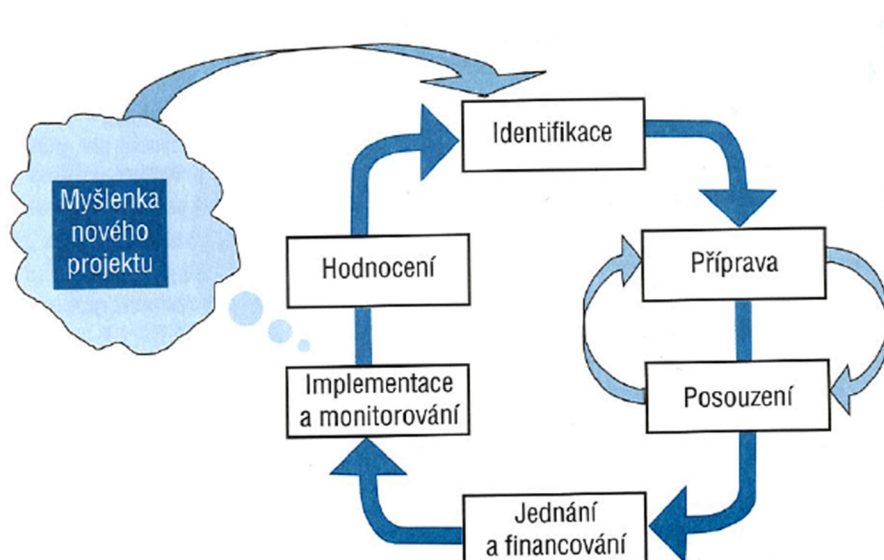 Identifikace
Myšlenka
nového
projektu
Hodnocení
Příprava
Implementace
a monitorování
Posouzení
Jednání
a financování